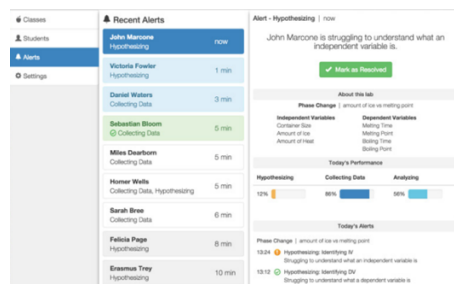 Classes
Students
Alerts
Settings
Recent Alerts
John Marcone
Hypothesizing
now
Victoria Fowler
Hypothesizing
1 min
Daniel Waters
Collecting Data
3 min
Sebastian Bloom
Collecting Data
5 min
Miles Dearborn
Collecting Data
5 min
Homer Wells
Collecting Data, Hypothesizing
5 min
Sarah Bree
Collecting Data
6 min
Felicia Page
Hypothesizing
8 min
Erasmus Trey
Hypothesizing
10 min
Alert - Hypothesizing | now
John Marcone is struggling to understand what an
independent variable is.
Mark as Resolved
About this lab
Phase Change | amount of ice vs melting point
Independent Variables
Container Size
Amount of Ice
Amount of Heat
Dependent Variables
Melting Time
Melting Point
Boiling Time
Boiling Point
Today's Performance
Hypothesizing
Collecting Data
Analyzing
12%
86%
56%
Today's Alerts
Phase Change | amount of ice vs melting point
13:24 Hypothesizing: Identifying IV
Struggling to understand what an independent variable is
13:12 Hypothesizing: Identifying DV
Struggling to understand what a dependent variable is